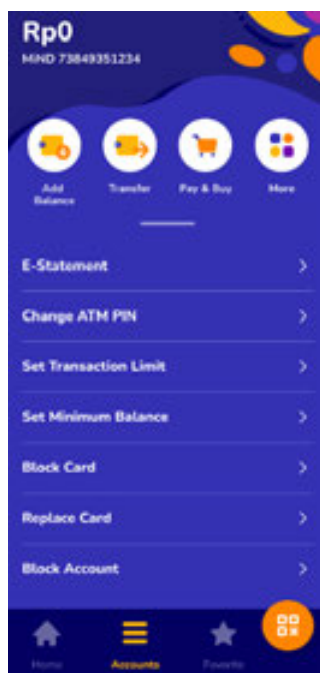 Rp0
MiND 73849351234
Add
Balance
Transfer
Pay & Buy
More
E-Statement
Change ATM PIN
Set Transaction Limit
Set Minimum Balance
Block Card
Replace Card
Block Account
Home
Accounts
Favorite